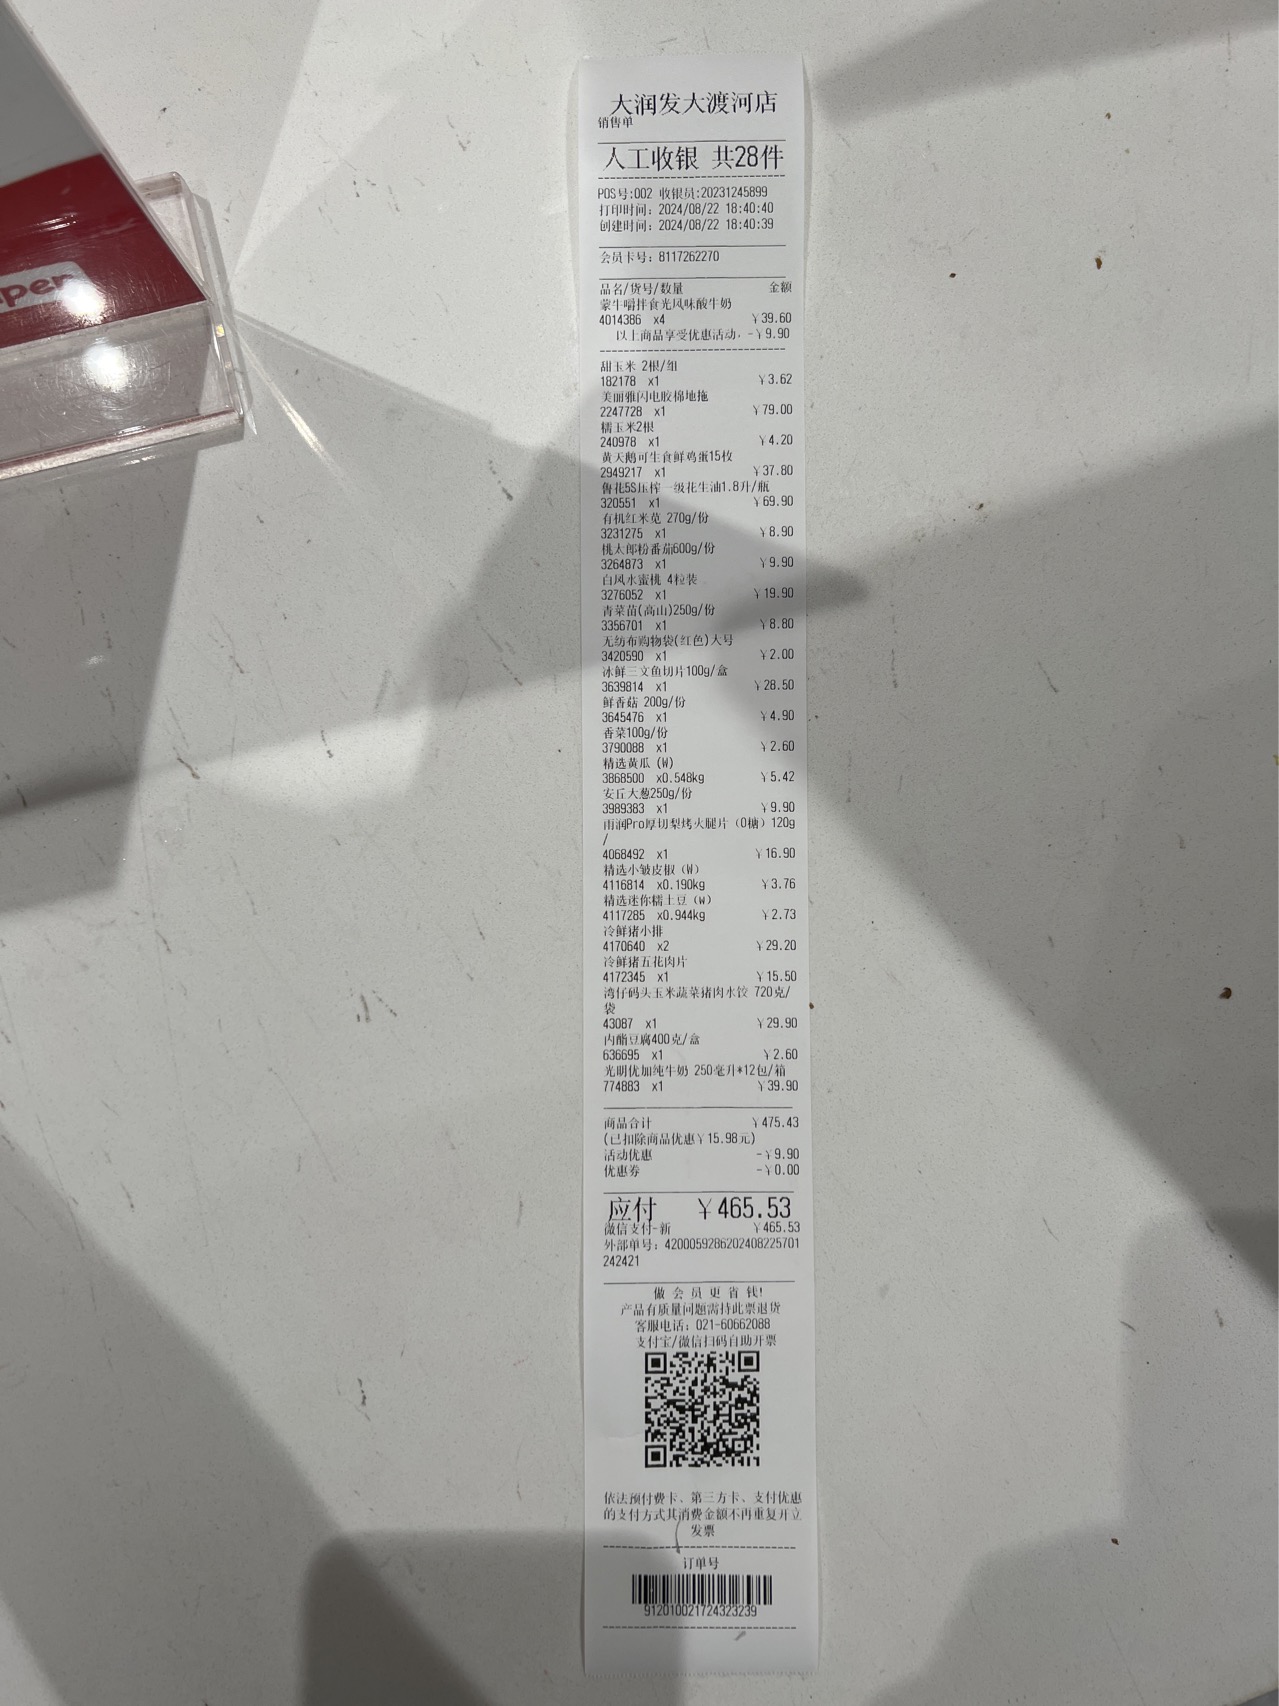 per
大润发大渡河店
销售单
人工收银 共28件
POS号:002 收银员:20231245899
打印时间: 2024/08/22 18:40:40
创建时间: 2024/08/22 18:40:39
会员卡号: 8117262270
品名/货号/数量 金额
蒙牛嚼拌食光风味酸牛奶
4014386 x4 ￥39.60
以上商品享受优惠活动, -￥9.90
甜玉米 2根/组
182178 x1 ￥3.62
美丽雅闪电胶棉地拖
2247728 x1 ￥79.00
糯玉米2根
240978 x1 ￥4.20
黄天鹅可生食鲜鸡蛋15枚
2949217 x1 ￥37.80
鲁花5S压榨一级花生油1.8升/瓶
320551 x1 ￥69.90
有机红米苋 270g/份
3231275 x1 ￥8.90
桃太郎粉番茄600g/份
3264873 x1 ￥9.90
白凤水蜜桃 4粒装
3276052 x1 ￥19.90
青菜苗(高山)250g/份
3356701 x1 ￥8.80
无纺布购物袋(红色)大号
3420590 x1 ￥2.00
冰鲜三文鱼切片100g/盒
3639814 x1 ￥28.50
鲜香菇 200g/份
3645476 x1 ￥4.90
香菜100g/份
3790088 x1 ￥2.60
精选黄瓜 (W)
3868500 x0.548kg ￥5.42
安丘大葱250g/份
3989383 x1 ￥9.90
雨润Pro厚切梨烤火腿片（0糖）120g
/
4068492 x1 ￥16.90
精选小皱皮椒（W）
4116814 x0.190kg ￥3.76
精选迷你糯土豆（W）
4117285 x0.944kg ￥2.73
冷鲜猪小排
4170640 x2 ￥29.20
冷鲜猪五花肉片
4172345 x1 ￥15.50
湾仔码头玉米蔬菜猪肉水饺 720克/
袋
43087 x1 ￥29.90
内酯豆腐400克/盒
636695 x1 ￥2.60
光明优加纯牛奶 250毫升*12包/箱
774883 x1 ￥39.90
商品合计 ￥475.43
(已扣除商品优惠￥15.98元)
活动优惠 -￥9.90
优惠券 -￥0.00
应付 ￥465.53
微信支付-新 ￥465.53
外部单号: 4200059286202408225701
242421
做 会 员 更 省 钱!
产品有质量问题需持此票退货
客服电话: 021-60662088
支付宝/微信扫码自助开票
依法预付费卡、第三方卡、支付优惠
的支付方式其消费金额不再重复开立
发票
订单号
912010021724323239